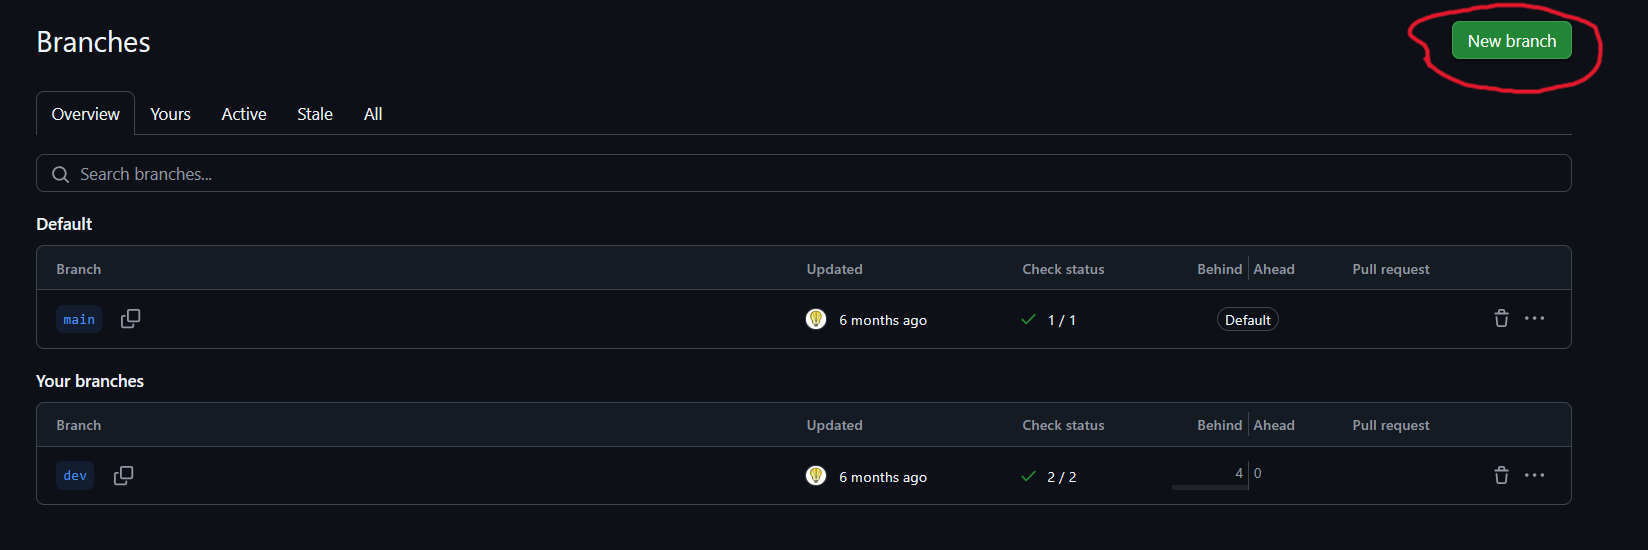 Branches
New branch
Overview Yours Active Stale All
Search branches...
Default
Branch Updated Check status Behind Ahead Pull request
main 6 months ago 1 / 1 Default
Your branches
Branch Updated Check status Behind Ahead Pull request
dev 6 months ago 2 / 2 4 0